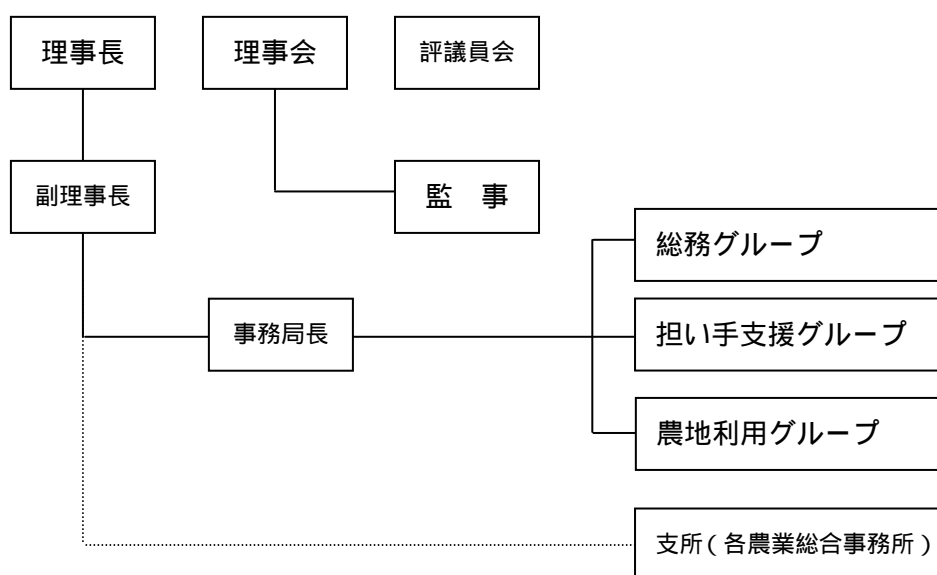 理事長
理事会
評議員会
副理事長
監　事
総務グループ
事務局長
担い手支援グループ
農地利用グループ
支所（各農業総合事務所）